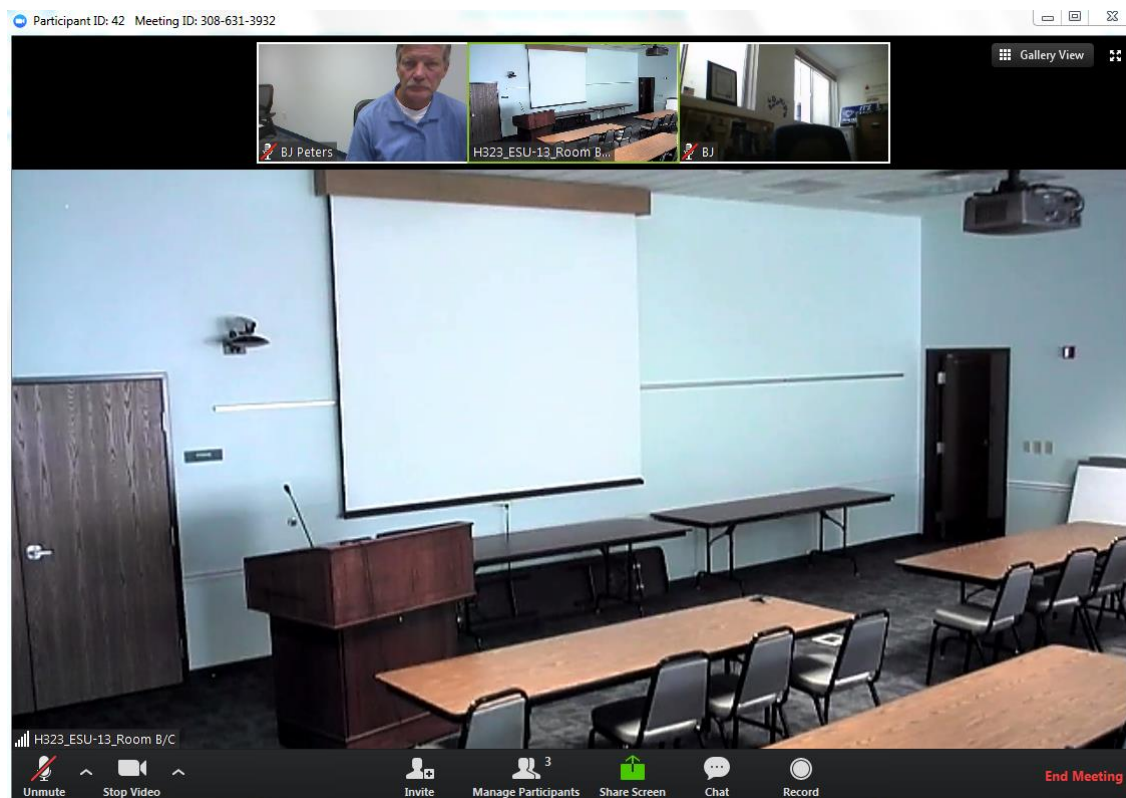 Participant ID: 42 Meeting ID: 308-631-3932
Gallery View
BJ Peters
H323_ESU-13_Room B...
BJ
H323_ESU-13_Room B/C
Unmute
Stop Video
Invite
Manage Participants
3
Share Screen
Chat
Record
End Meeting